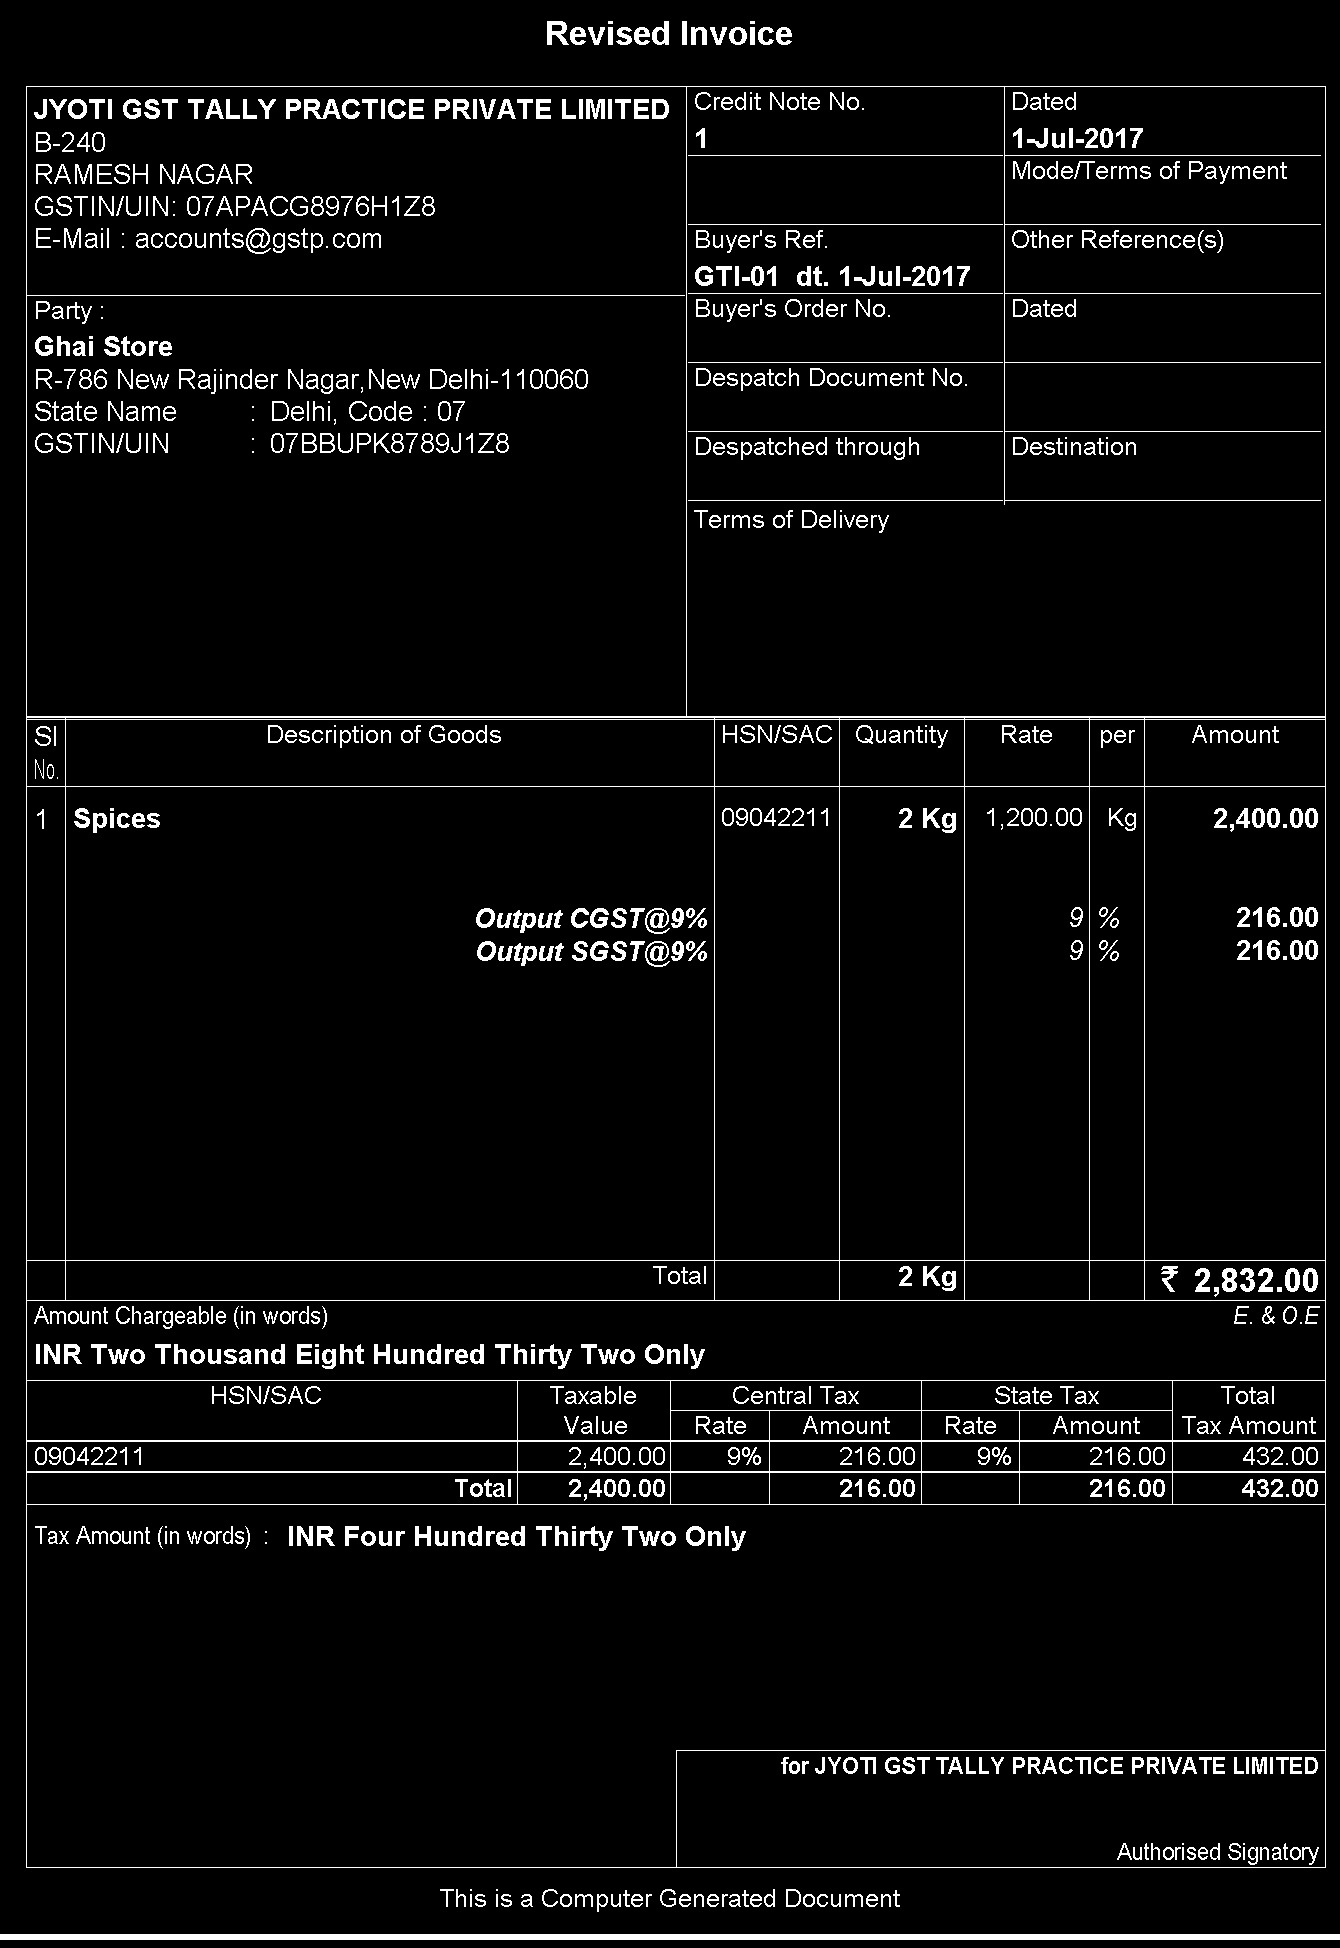 Revised Invoice
JYOTI GST TALLY PRACTICE PRIVATE LIMITED
B-240
RAMESH NAGAR
GSTIN/UIN: 07APACG8976H1Z8
E-Mail : accounts@gstp.com
Credit Note No.
1
Dated
1-Jul-2017
Mode/Terms of Payment
Buyer's Ref.
GTI-01 dt. 1-Jul-2017
Other Reference(s)
Party :
Ghai Store
R-786 New Rajinder Nagar,New Delhi-110060
State Name : Delhi, Code : 07
GSTIN/UIN : 07BBUPK8789J1Z8
Buyer's Order No.
Dated
Despatch Document No.
Despatched through
Destination
Terms of Delivery
Sl No. Description of Goods HSN/SAC Quantity Rate per Amount
1 Spices 09042211 2 Kg 1,200.00 Kg 2,400.00
Output CGST@9% 9 % 216.00
Output SGST@9% 9 % 216.00
Total 2 Kg ₹ 2,832.00
Amount Chargeable (in words) E. & O.E
INR Two Thousand Eight Hundred Thirty Two Only
HSN/SAC Taxable Central Tax State Tax Total
Value Rate Amount Rate Amount Tax Amount
09042211 2,400.00 9% 216.00 9% 216.00 432.00
Total 2,400.00 216.00 216.00 432.00
Tax Amount (in words) : INR Four Hundred Thirty Two Only
for JYOTI GST TALLY PRACTICE PRIVATE LIMITED
Authorised Signatory
This is a Computer Generated Document